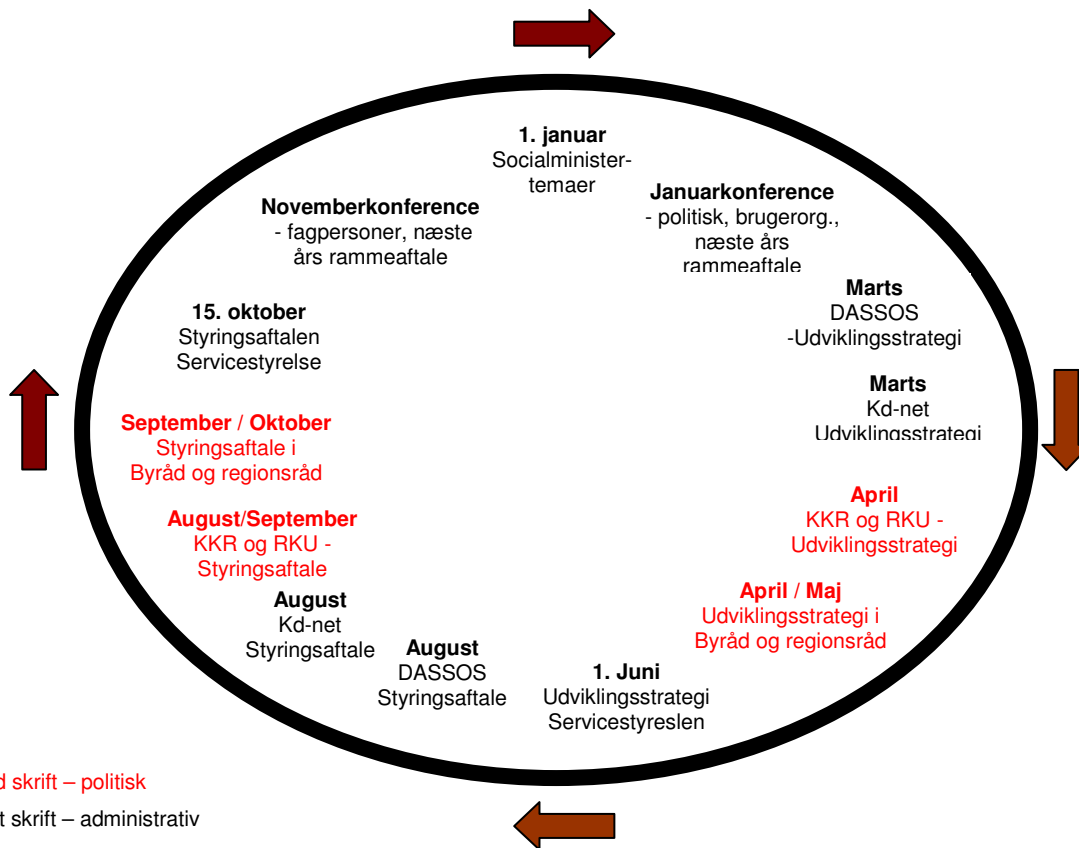 1. januar
Socialminister-
temaer
Januarkonference
- politisk, brugerorg.,
næste års
rammeaftale
Marts
DASSOS
-Udviklingsstrategi
Marts
Kd-net
Udviklingsstrategi
April
KKR og RKU -
Udviklingsstrategi
April / Maj
Udviklingsstrategi i
Byråd og regionsråd
1. Juni
Udviklingsstrategi
Servicestyreslen
August
DASSOS
Styringsaftale
August
Kd-net
Styringsaftale
August/September
KKR og RKU -
Styringsaftale
September / Oktober
Styringsaftale i
Byråd og regionsråd
15. oktober
Styringsaftalen
Servicestyrelse
Novemberkonference
- fagpersoner, næste
års rammeaftale
d skrift – politisk
t skrift – administrativ